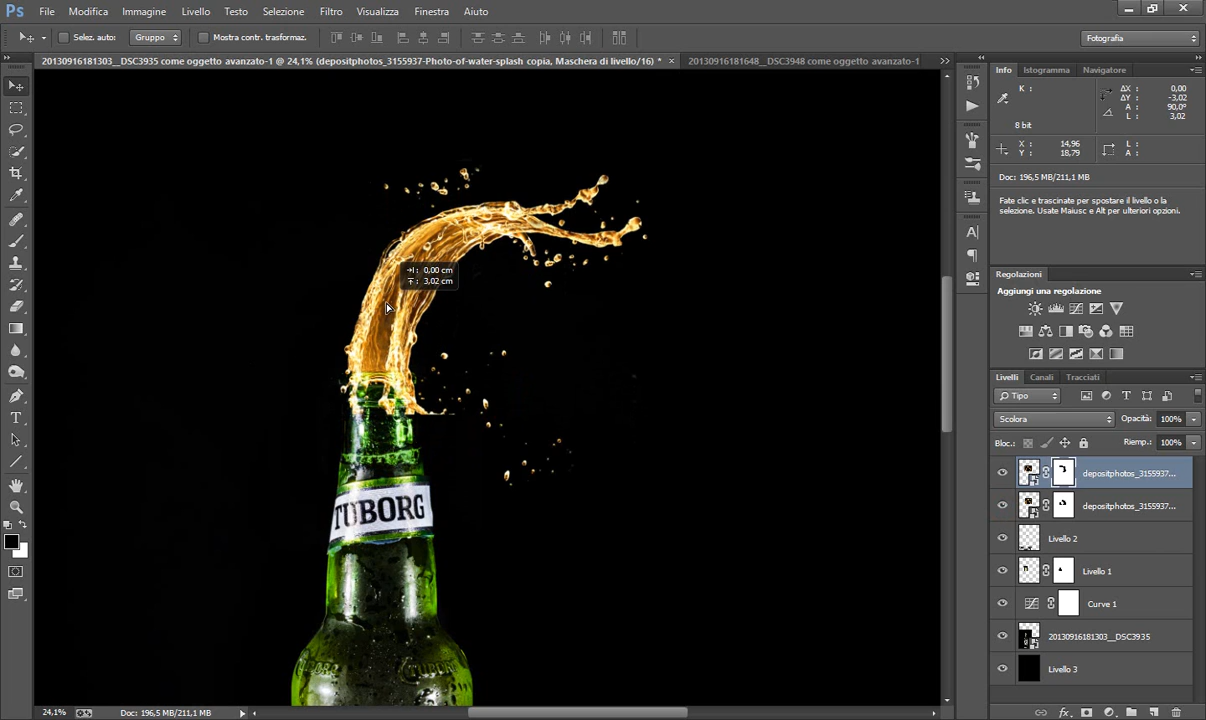 Ps File Modifica Immagine Livello Testo Selezione Filtro Visualizza Finestra Aiuto
Selez. auto: Gruppo Mostra contr. trasformaz. Fotografia
20130916181303__DSC3935 come oggetto avanzato-1 @ 24,1% (depositphotos_3155937-Photo-of-water-splash copia, Maschera di livello/16) * × 20130916181648__DSC3948 come oggetto avanzato-1
Info Istogramma Navigatore
K : ΔX : 0,00
ΔY : -3,02
A : 90,0°
8 bit L : 3,02
X : 14,96 L :
Y : 18,79 A :
Doc: 196,5 MB/211,1 MB
Fate clic e trascinate per spostare il livello o la
selezione. Usate Maiusc e Alt per ulteriori opzioni.
: 0,00 cm
: 3,02 cm
Regolazioni
Aggiungi una regolazione
Livelli Canali Tracciati
Tipo
Scolora Opacità: 100%
Bloc.: Riemp.: 100%
depositphotos_3155937...
depositphotos_3155937...
Livello 2
Livello 1
Curve 1
20130916181303__DSC3935
Livello 3
TUBORG
24,1% Doc: 196,5 MB/211,1 MB
fx